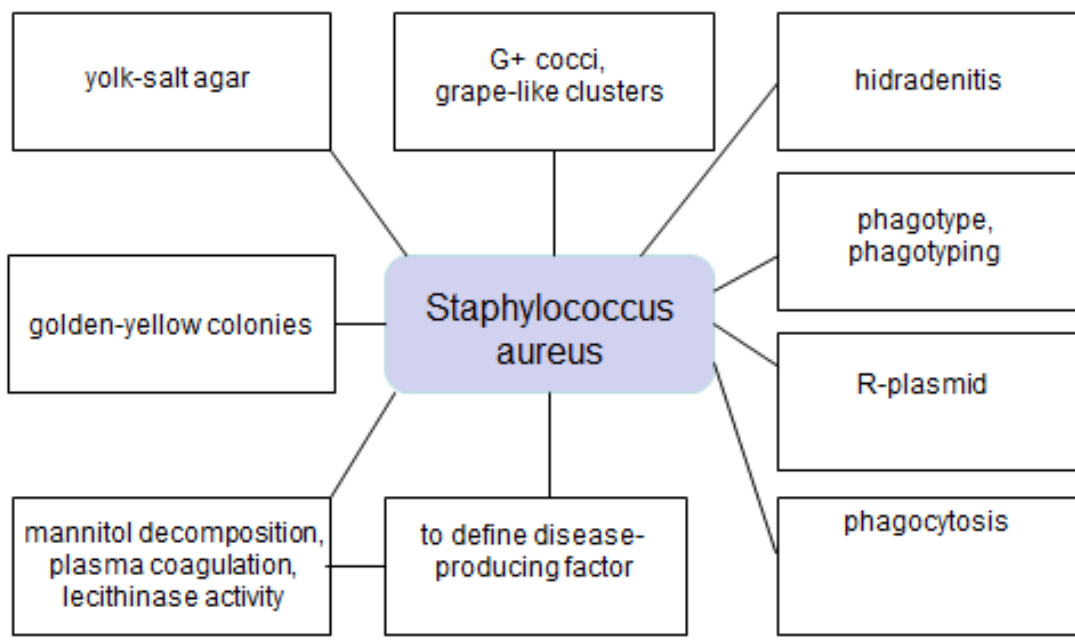 yolk-salt agar
G+ cocci,
grape-like clusters
hidradenitis
phagotype,
phagotyping
golden-yellow colonies
Staphylococcus
aureus
R-plasmid
mannitol decomposition,
plasma coagulation,
lecithinase activity
to define disease-
producing factor
phagocytosis